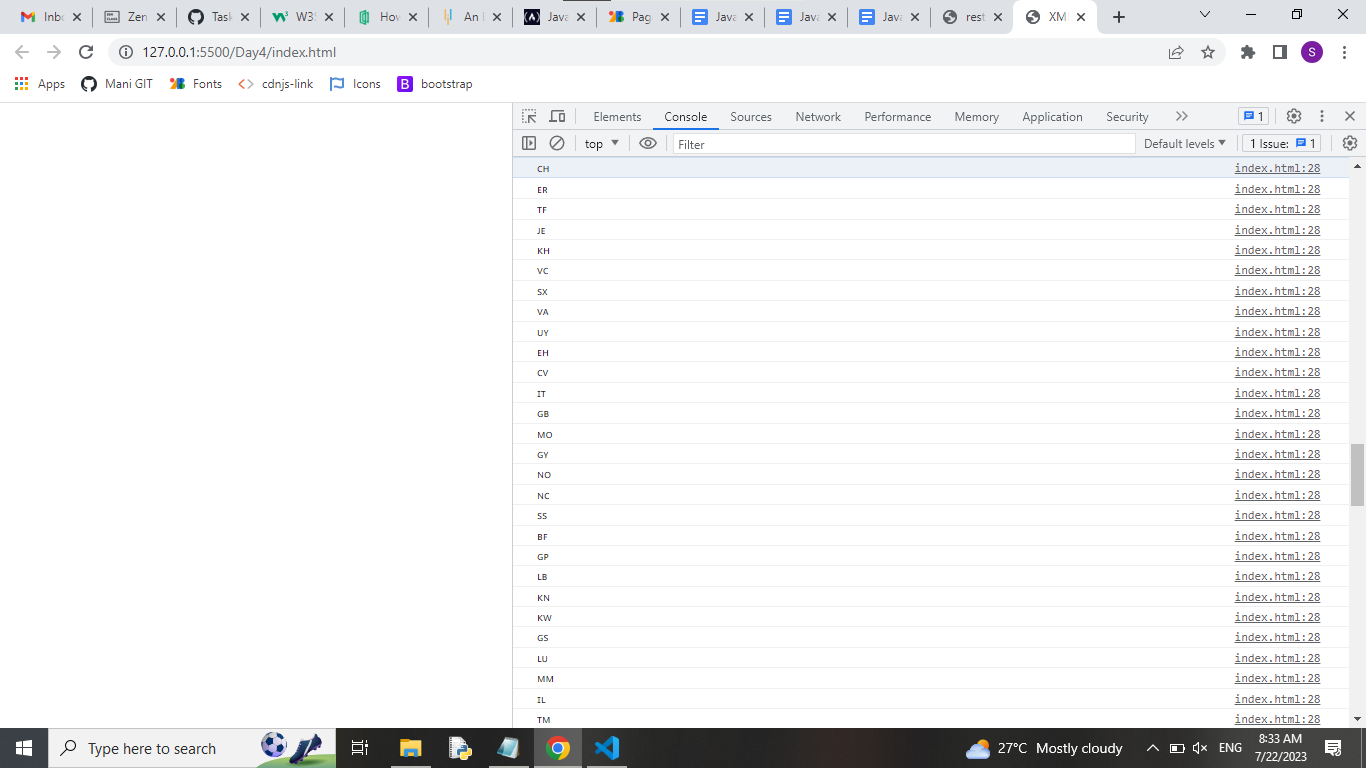 Inbo Zen Task W3S How An I Java Pag Java Java Java rest XM
127.0.0.1:5500/Day4/index.html S
Apps Mani GIT Fonts cdnjs-link Icons B bootstrap
Elements Console Sources Network Performance Memory Application Security 1
top Filter Default levels 1 Issue: 1
CH index.html:28
ER index.html:28
TF index.html:28
JE index.html:28
KH index.html:28
VC index.html:28
SX index.html:28
VA index.html:28
UY index.html:28
EH index.html:28
CV index.html:28
IT index.html:28
GB index.html:28
MO index.html:28
GY index.html:28
NO index.html:28
NC index.html:28
SS index.html:28
BF index.html:28
GP index.html:28
LB index.html:28
KN index.html:28
KW index.html:28
GS index.html:28
LU index.html:28
MM index.html:28
IL index.html:28
TM index.html:28
Type here to search 27°C Mostly cloudy ENG 8:33 AM
7/22/2023